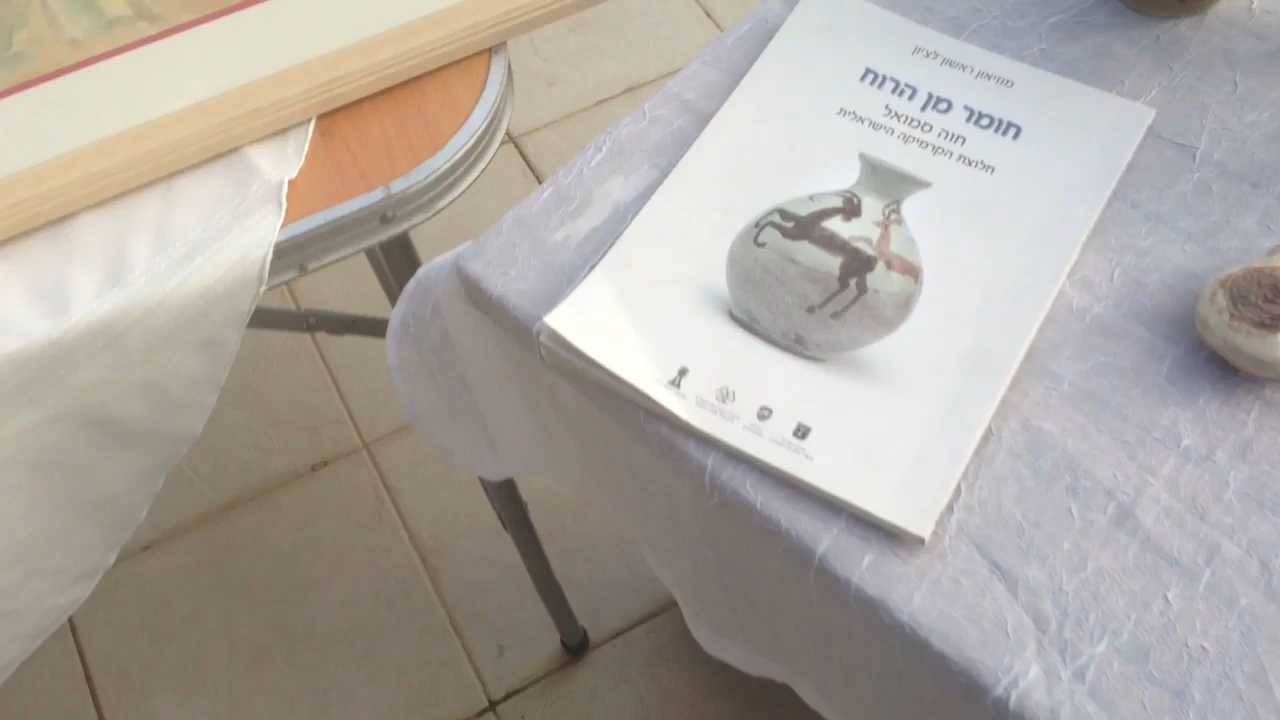 מוזיאון ראשון לציון
חומר מן הרוח
חוה סמואל
חלוצת הקרמיקה הישראלית